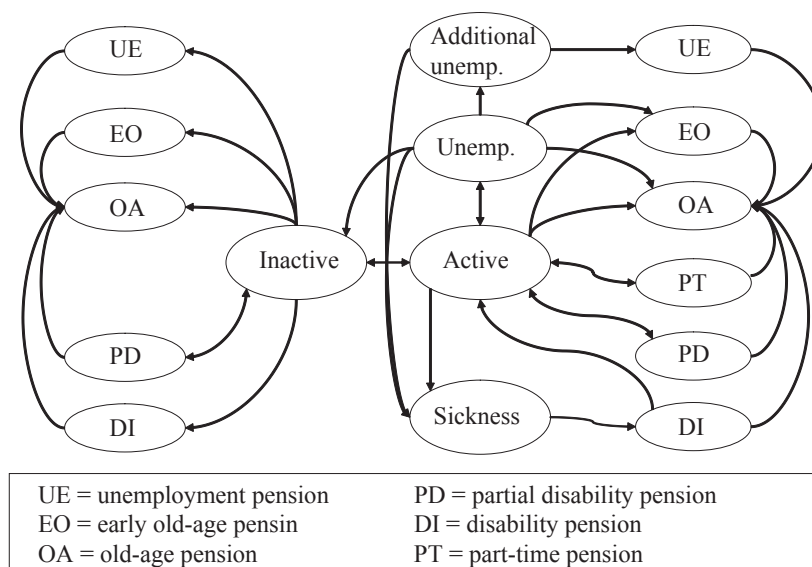 UE
Additional
unemp.
UE
EO
Unemp.
EO
OA
OA
Inactive
Active
PT
PD
PD
DI
Sickness
DI
UE = unemployment pension
EO = early old-age pensin
OA = old-age pension
PD = partial disability pension
DI = disability pension
PT = part-time pension